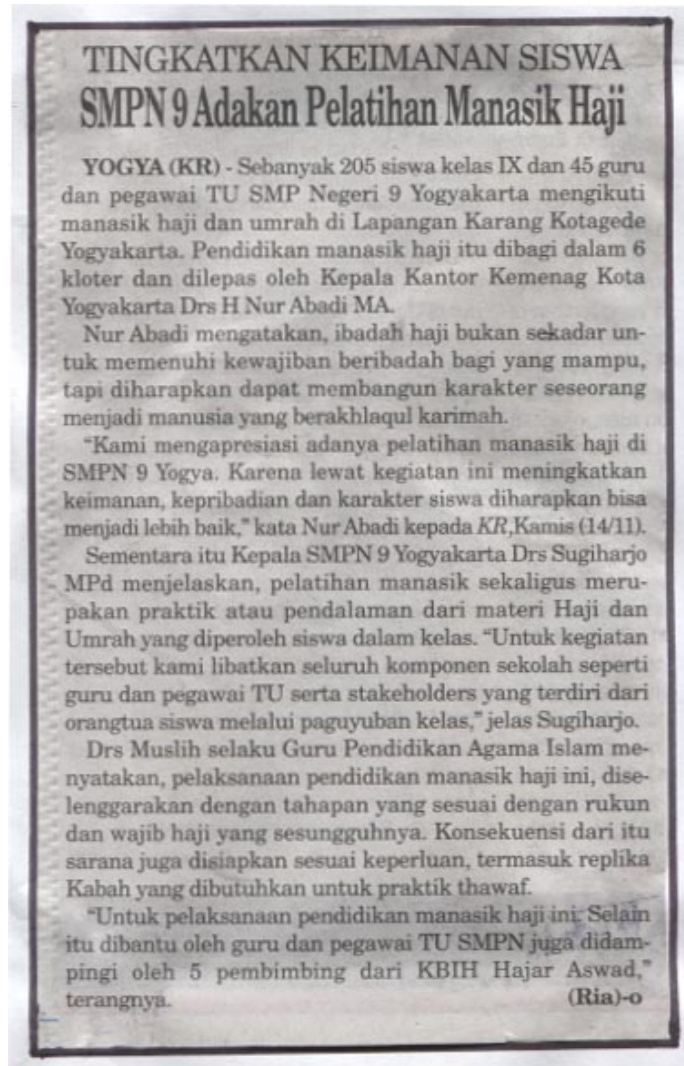 TINGKATKAN KEIMANAN SISWA
SMPN 9 Adakan Pelatihan Manasik Haji
YOGYA (KR) - Sebanyak 205 siswa kelas IX dan 45 guru
dan pegawai TU SMP Negeri 9 Yogyakarta mengikuti
manasik haji dan umrah di Lapangan Karang Kotagede
Yogyakarta. Pendidikan manasik haji itu dibagi dalam 6
kloter dan dilepas oleh Kepala Kantor Kemenag Kota
Yogyakarta Drs H Nur Abadi MA.
Nur Abadi mengatakan, ibadah haji bukan sekadar un-
tuk memenuhi kewajiban beribadah bagi yang mampu,
tapi diharapkan dapat membangun karakter seseorang
menjadi manusia yang berakhlaqul karimah.
"Kami mengapresiasi adanya pelatihan manasik haji di
SMPN 9 Yogya. Karena lewat kegiatan ini meningkatkan
keimanan, kepribadian dan karakter siswa diharapkan bisa
menjadi lebih baik," kata Nur Abadi kepada KR,Kamis (14/11).
Sementara itu Kepala SMPN 9 Yogyakarta Drs Sugiharjo
MPd menjelaskan, pelatihan manasik sekaligus meru-
pakan praktik atau pendalaman dari materi Haji dan
Umrah yang diperoleh siswa dalam kelas. "Untuk kegiatan
tersebut kami libatkan seluruh komponen sekolah seperti
guru dan pegawai TU serta stakeholders yang terdiri dari
orangtua siswa melalui paguyuban kelas," jelas Sugiharjo.
Drs Muslih selaku Guru Pendidikan Agama Islam me-
nyatakan, pelaksanaan pendidikan manasik haji ini, dise-
lenggarakan dengan tahapan yang sesuai dengan rukun
dan wajib haji yang sesungguhnya. Konsekuensi dari itu
sarana juga disiapkan sesuai keperluan, termasuk replika
Kabah yang dibutuhkan untuk praktik thawaf.
"Untuk pelaksanaan pendidikan manasik haji ini. Selain
itu dibantu oleh guru dan pegawai TU SMPN juga didam-
pingi oleh 5 pembimbing dari KBIH Hajar Aswad,"
terangnya. (Ria)-o